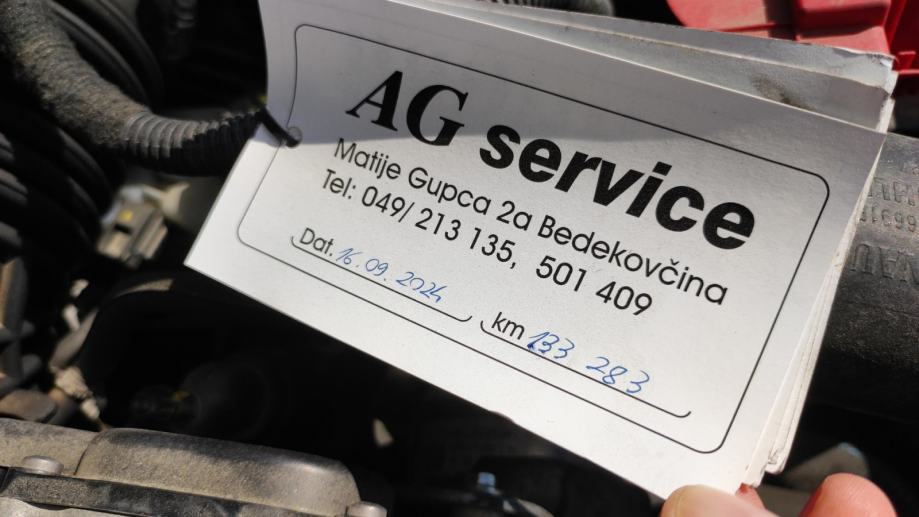 AG service
Matije Gupca 2a Bedekovčina
Tel: 049/ 213 135, 501 409
Dat. 16.09.2024
km 133 283